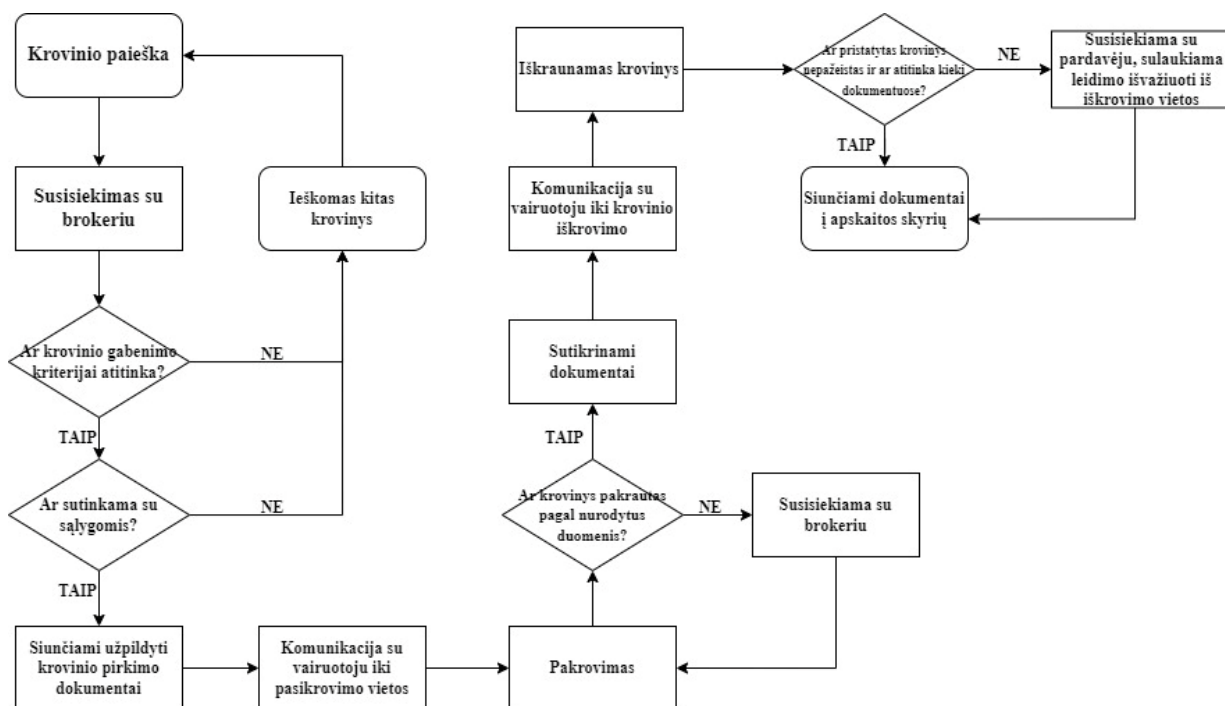 Krovinio paieška
Susisiekimas su
brokeriu
Ieškomas kitas
krovinys
Ar krovinio gabenimo
kriterijai atitinka?
NE
TAIP
Ar sutinkama su
sąlygomis?
NE
TAIP
Siunčiami užpildyti
krovinio pirkimo
dokumentai
Komunikacija su
vairuotoju iki
pasikrovimo vietos
Pakrovimas
Ar krovinys pakrautas
pagal nurodytus
duomenis?
NE
Susisiekiama su
brokeriu
TAIP
Sutikrinami
dokumentai
Komunikacija su
vairuotoju iki krovinio
iškrovimo
Iškraunamas krovinys
Ar pristatytas krovinys
nepažeistas ir ar atitinka kieki
dokumentuose?
NE
Susisiekiama su
pardavėju, sulaukiama
leidimo išvažiuoti iš
iškrovimo vietos
TAIP
Siunčiami dokumentai
į apskaitos skyrių